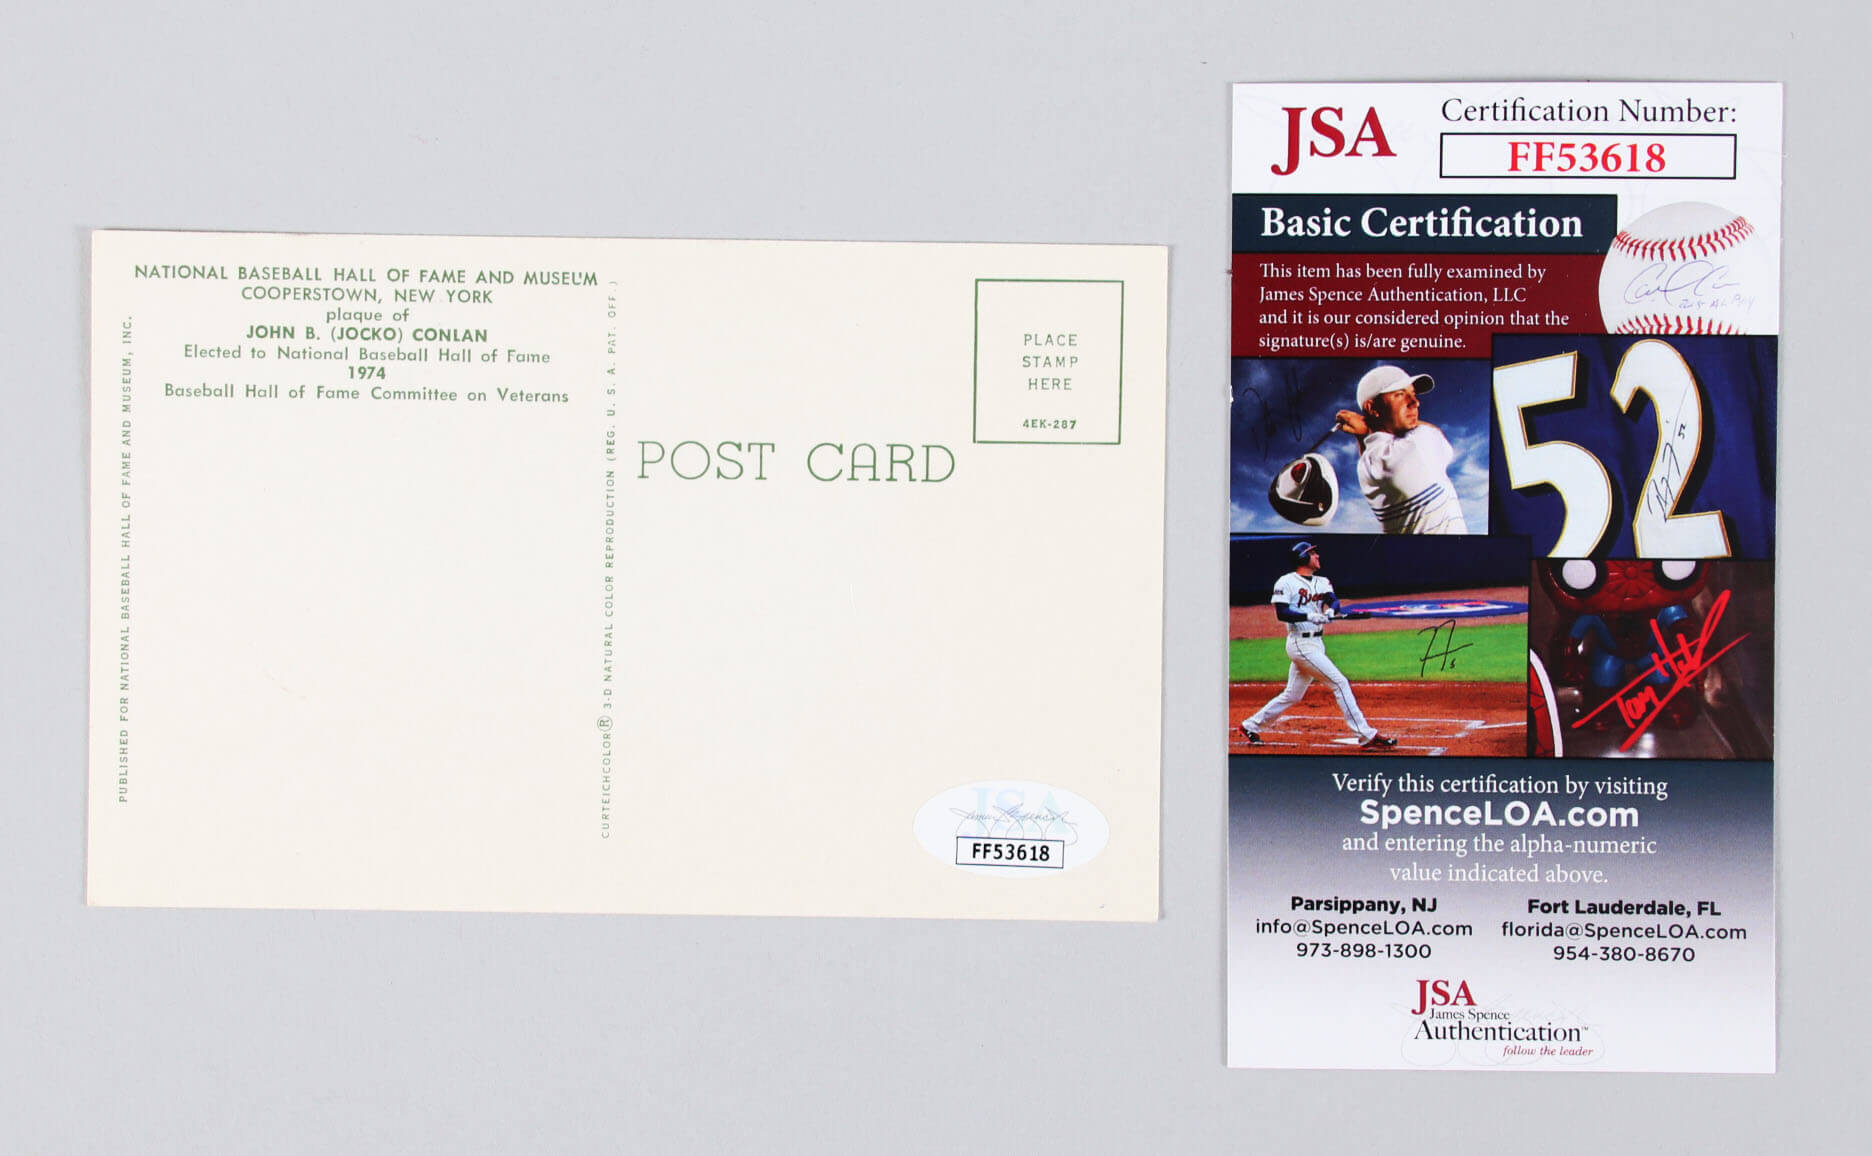 NATIONAL BASEBALL HALL OF FAME AND MUSEUM
COOPERSTOWN, NEW YORK
plaque of
JOHN B. (JOCKO) CONLAN
Elected to National Baseball Hall of Fame
1974
Baseball Hall of Fame Committee on Veterans
PUBLISHED FOR NATIONAL BASEBALL HALL OF FAME AND MUSEUM, INC.
CURTEICHCOLOR® 3-D NATURAL COLOR REPRODUCTION (REG. U. S. A. PAT. OFF.)
POST CARD
PLACE
STAMP
HERE
4EK-287
JSA
FF53618
JSA
Certification Number:
FF53618
Basic Certification
This item has been fully examined by
James Spence Authentication, LLC
and it is our considered opinion that the
signature(s) is/are genuine.
52
52
5
Tom Holl
Verify this certification by visiting
SpenceLOA.com
and entering the alpha-numeric
value indicated above.
Parsippany, NJ
info@SpenceLOA.com
973-898-1300
Fort Lauderdale, FL
florida@SpenceLOA.com
954-380-8670
JSA
James Spence
Authentication™
follow the leader